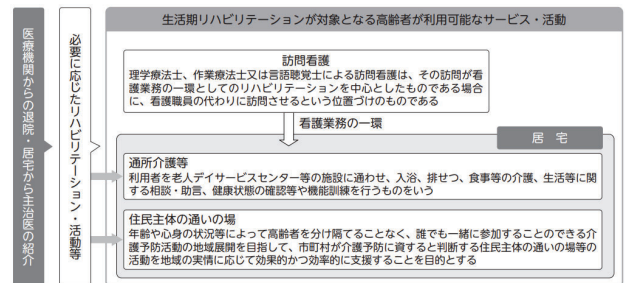 生活期リハビリテーションが対象となる高齢者が利用可能なサービス・活動
医療機関からの退院・居宅から主治医の紹介
必要に応じたリハビリテーション・活動等
訪問看護
理学療法士、作業療法士又は言語聴覚士による訪問看護は、その訪問が看
護業務の一環としてのリハビリテーションを中心としたものである場合
に、看護職員の代わりに訪問させるという位置づけのものである
看護業務の一環
居　宅
通所介護等
利用者を老人デイサービスセンター等の施設に通わせ、入浴、排せつ、食事等の介護、生活等に関
する相談・助言、健康状態の確認等や機能訓練を行うものをいう
住民主体の通いの場
年齢や心身の状況等によって高齢者を分け隔てることなく、誰でも一緒に参加することのできる介
護予防活動の地域展開を目指して、市町村が介護予防に資すると判断する住民主体の通いの場等の
活動を地域の実情に応じて効果的かつ効率的に支援することを目的とする